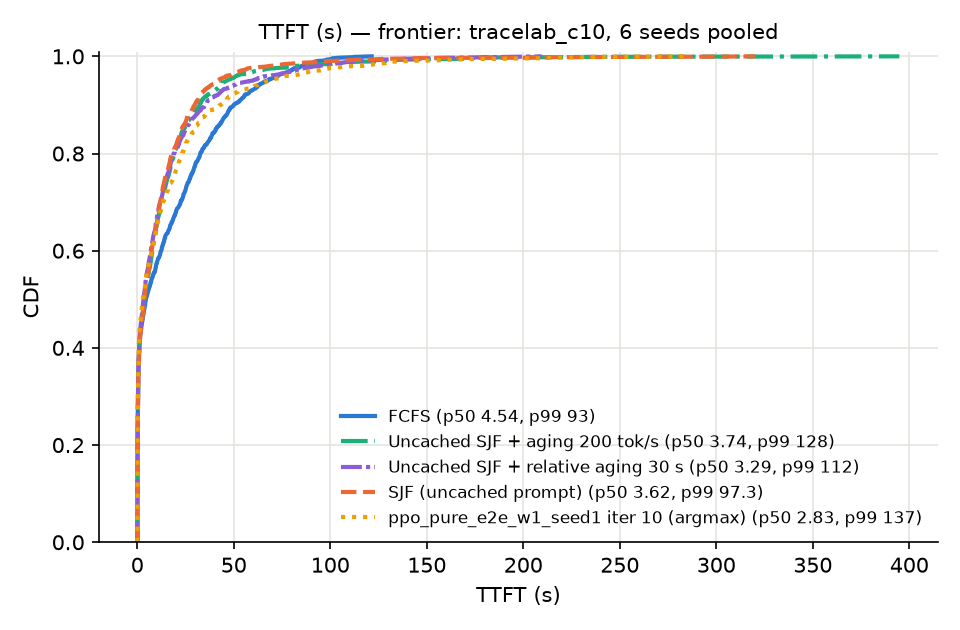 TTFT (s) — frontier: tracelab_c10, 6 seeds pooled
1.0
0.8
0.6
0.4
0.2
0.0
CDF
FCFS (p50 4.54, p99 93)
Uncached SJF + aging 200 tok/s (p50 3.74, p99 128)
Uncached SJF + relative aging 30 s (p50 3.29, p99 112)
SJF (uncached prompt) (p50 3.62, p99 97.3)
ppo_pure_e2e_w1_seed1 iter 10 (argmax) (p50 2.83, p99 137)
0 50 100 150 200 250 300 350 400
TTFT (s)